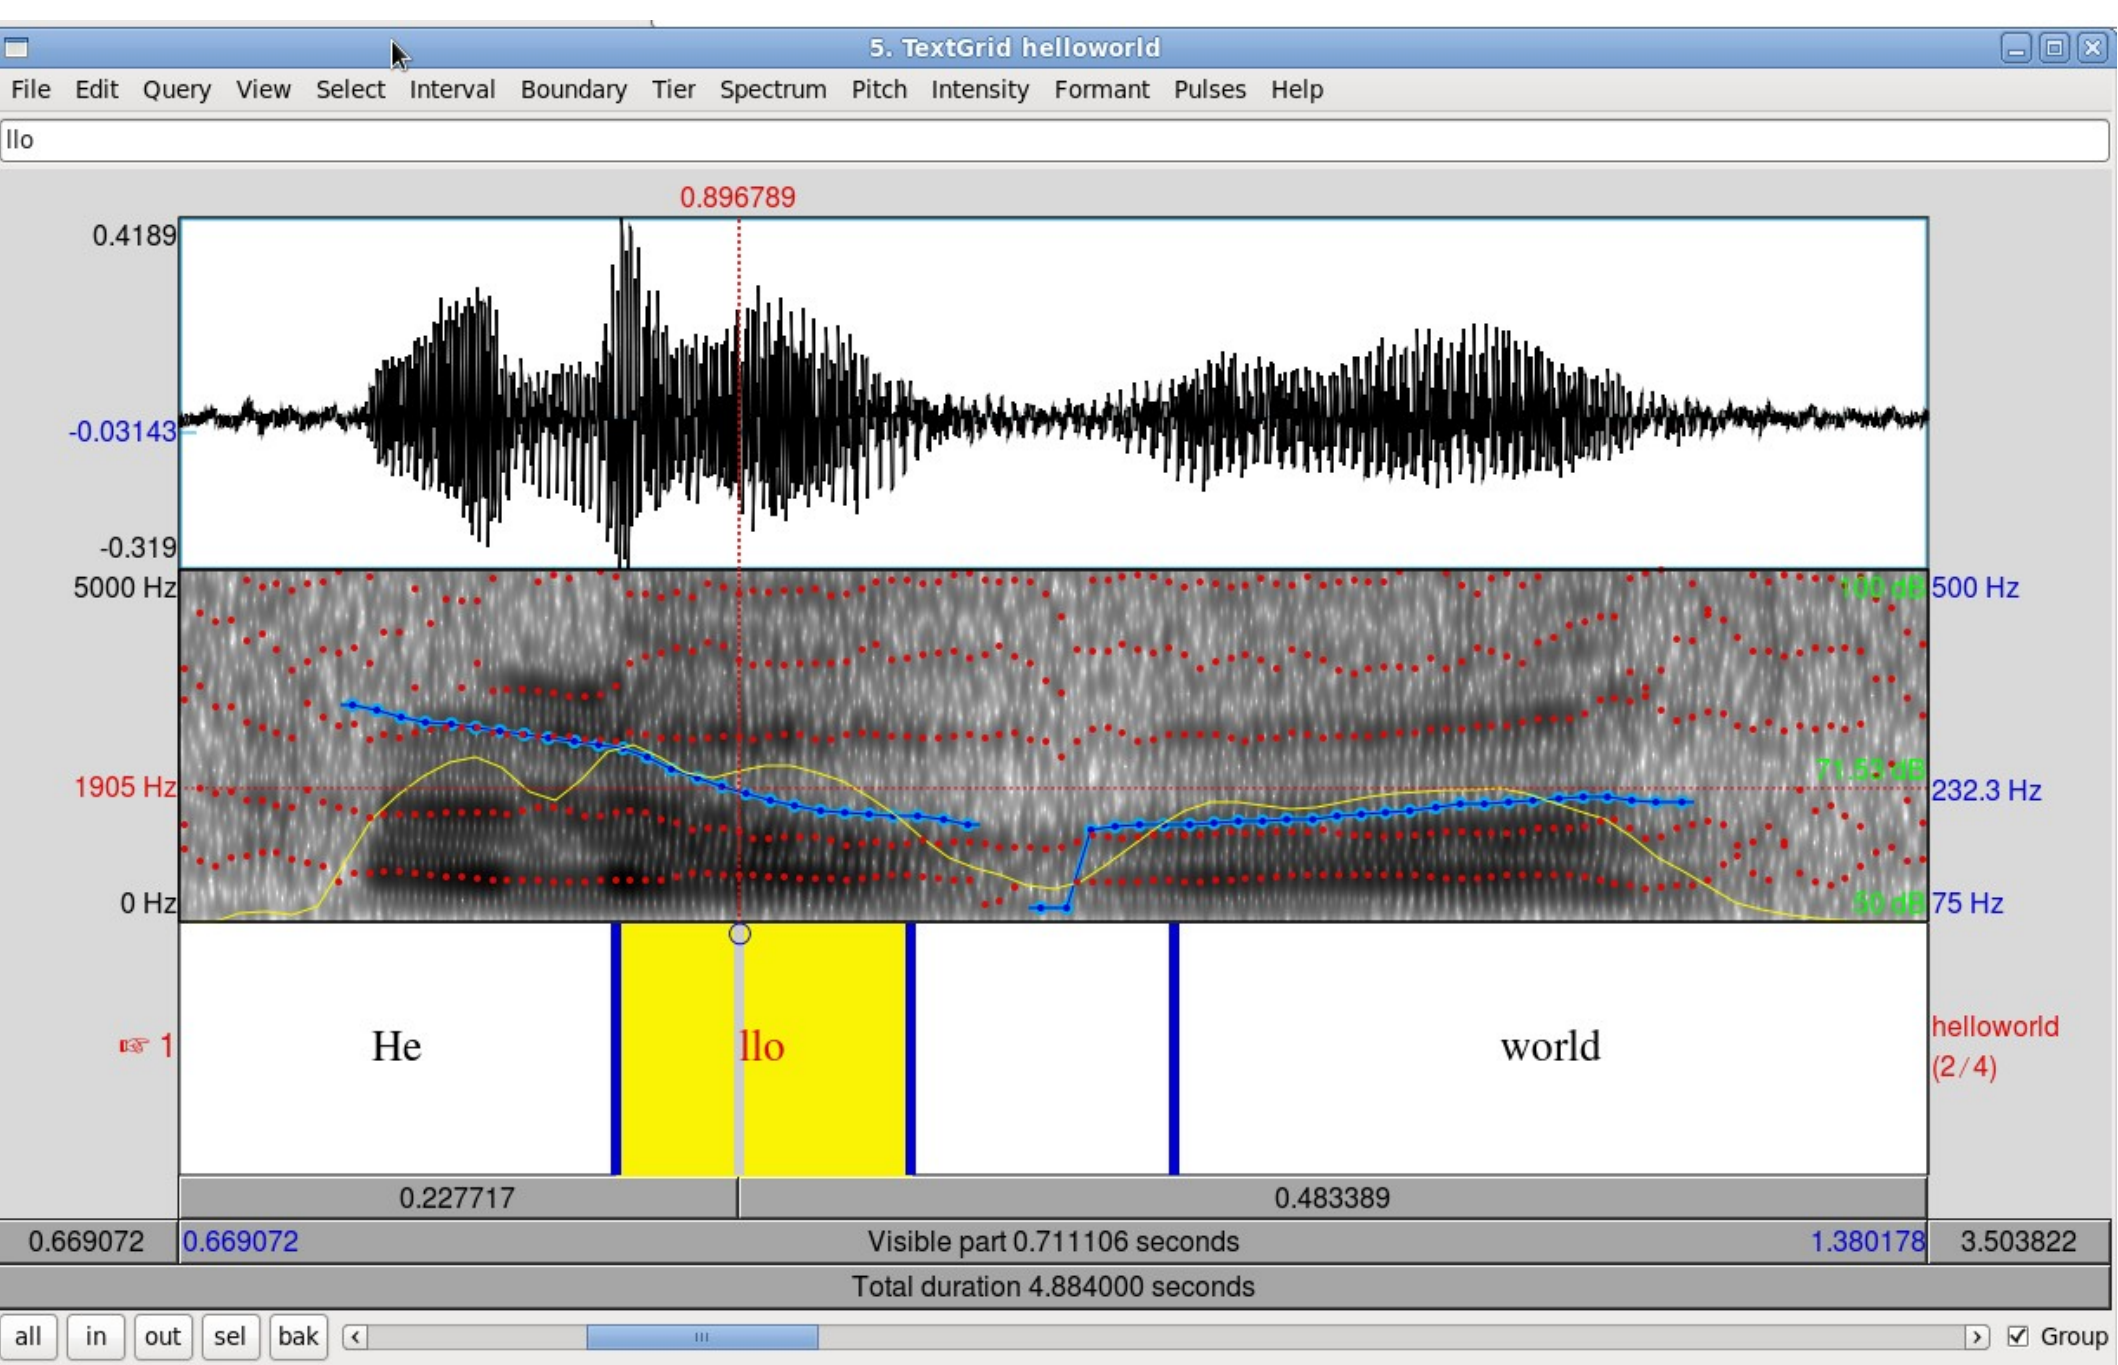 5. TextGrid helloworld
File Edit Query View Select Interval Boundary Tier Spectrum Pitch Intensity Formant Pulses Help
llo
0.896789
0.4189
-0.03143
-0.319
5000 Hz 100 dB 500 Hz
1905 Hz 71.53 dB 232.3 Hz
0 Hz 50 dB 75 Hz
☞ 1 He llo world helloworld
(2/4)
0.227717 0.483389
0.669072 0.669072 Visible part 0.711106 seconds 1.380178 3.503822
Total duration 4.884000 seconds
all in out sel bak Group